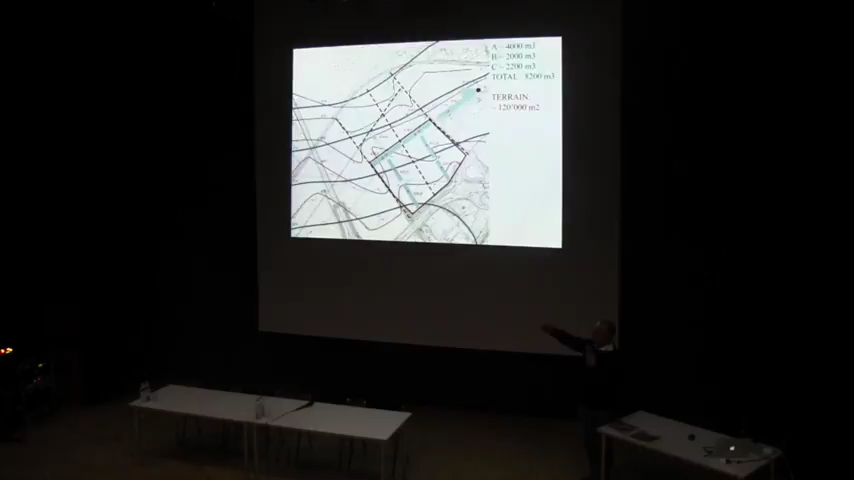 A ~ 4000 m3
B ~ 2000 m3
C ~ 2200 m3
TOTAL 8200 m3
TERRAIN:
~ 120'000 m2